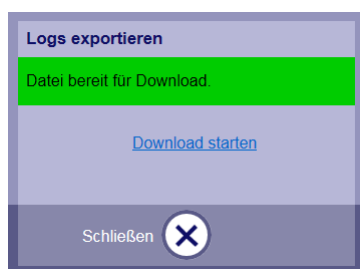 Logs exportieren
Datei bereit für Download.
Download starten
Schließen